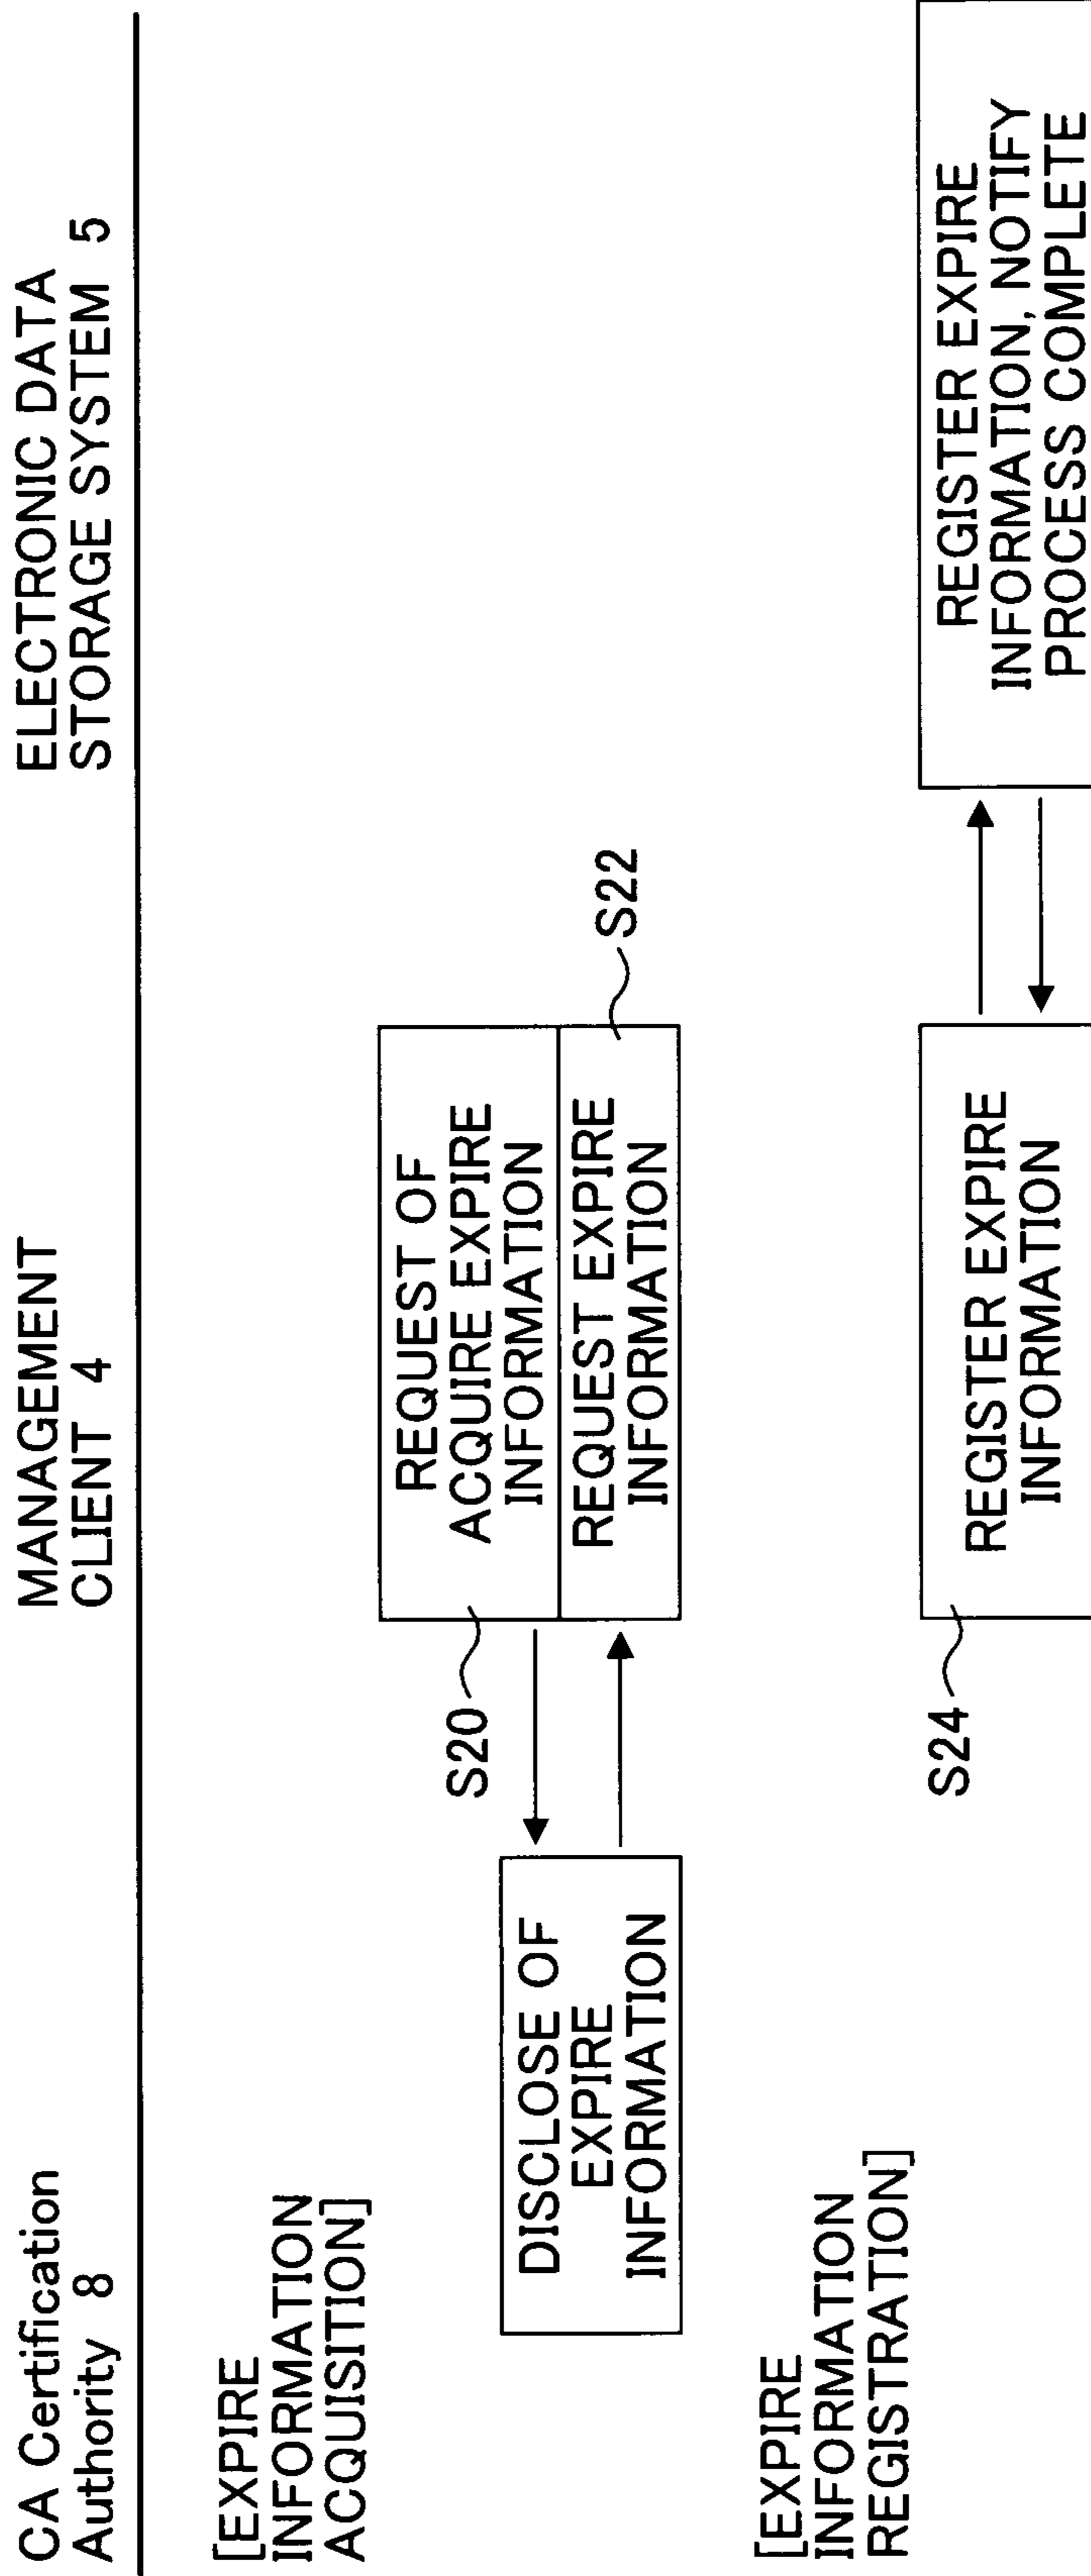 CA Certification
Authority 8
MANAGEMENT
CLIENT 4
ELECTRONIC DATA
STORAGE SYSTEM 5
[EXPIRE
INFORMATION
ACQUISITION]
S20
REQUEST OF
ACQUIRE EXPIRE
INFORMATION
DISCLOSE OF
EXPIRE
INFORMATION
REQUEST EXPIRE
INFORMATION
S22
[EXPIRE
INFORMATION
REGISTRATION]
S24
REGISTER EXPIRE
INFORMATION
REGISTER EXPIRE
INFORMATION, NOTIFY
PROCESS COMPLETE